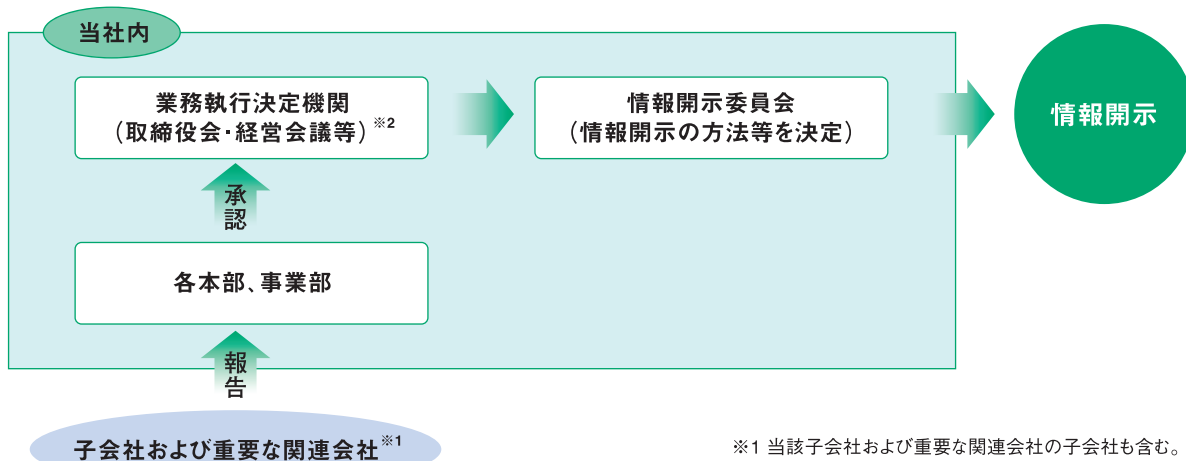 当社内
業務執行決定機関
（取締役会・経営会議等）※2
情報開示委員会
（情報開示の方法等を決定）
情報開示
承認
各本部、事業部
報告
子会社および重要な関連会社※1
※1 当該子会社および重要な関連会社の子会社も含む。